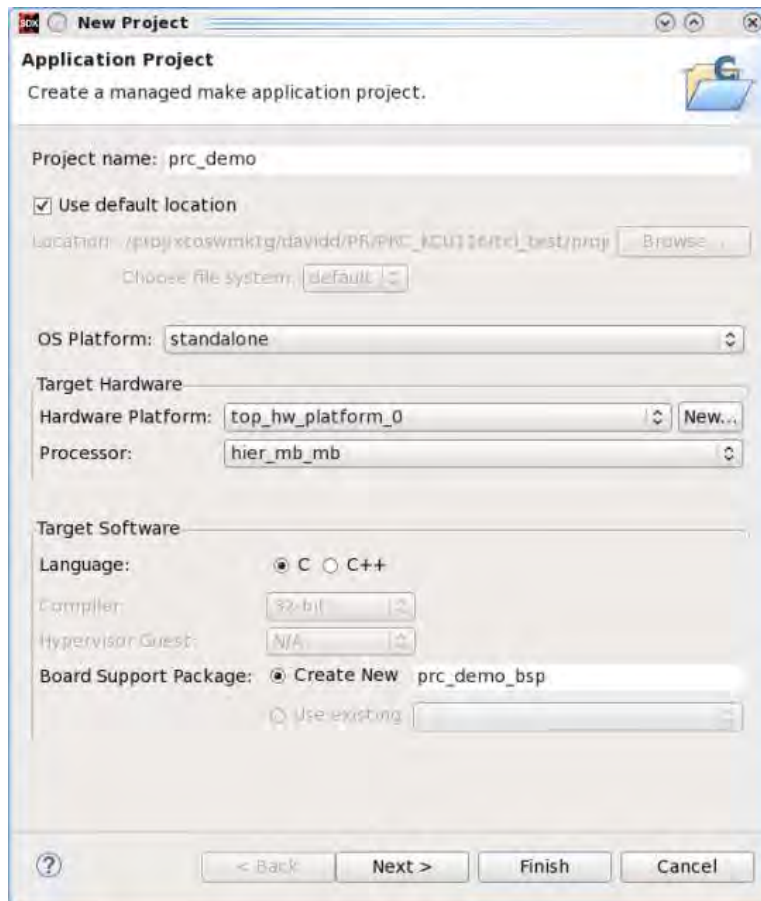 SDX New Project
Application Project
Create a managed make application project.
Project name: prc_demo
Use default location
Location: Browse...
Choose file system: default
OS Platform: standalone
Target Hardware
Hardware Platform: top_hw_platform_0 New...
Processor: hier_mb_mb
Target Software
Language: C C++
Compiler: 32-bit
Hypervisor Guest: N/A
Board Support Package: Create New prc_demo_bsp
Use existing
? < Back Next > Finish Cancel